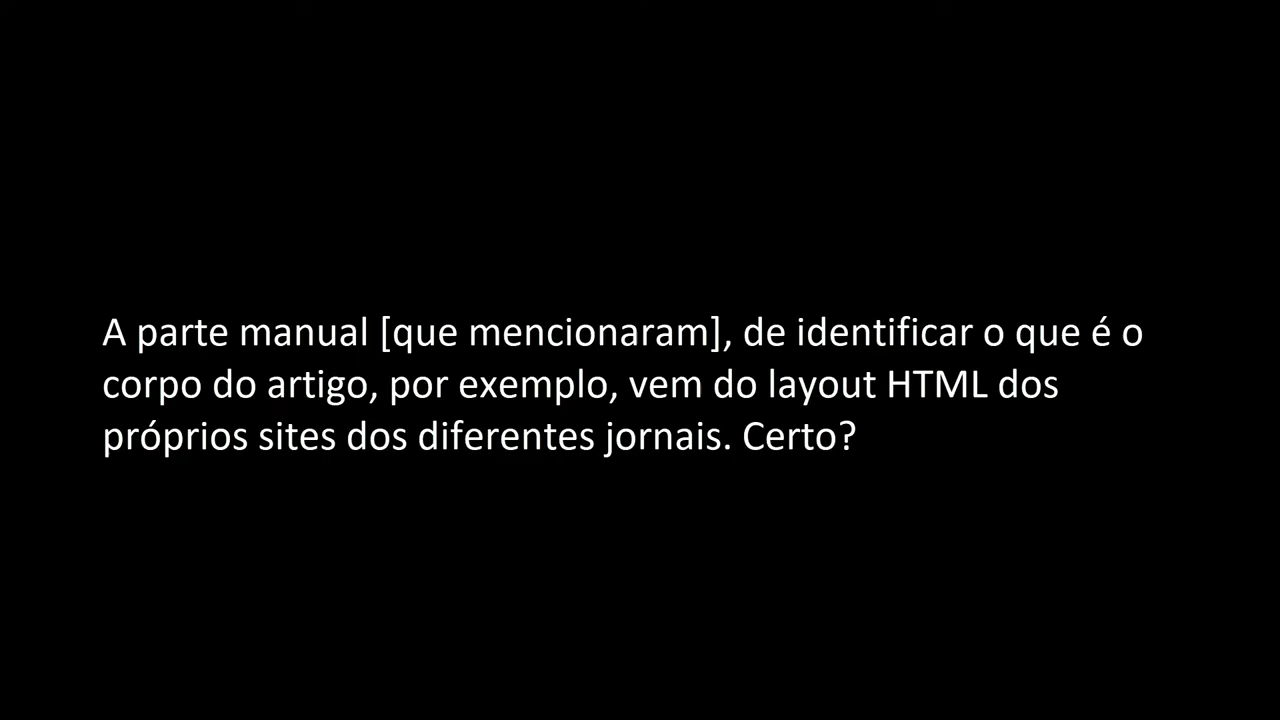 A parte manual [que mencionaram], de identificar o que é o
corpo do artigo, por exemplo, vem do layout HTML dos
próprios sites dos diferentes jornais. Certo?